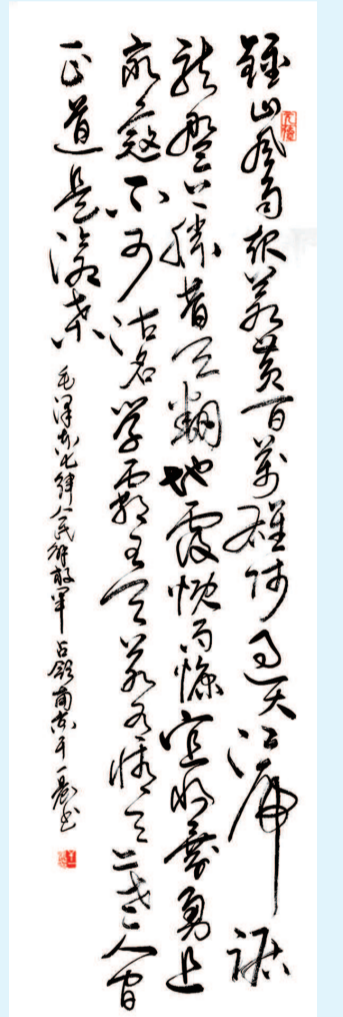 鍾山风雨起苍黄百萬雄师过大江虎踞
龙盘今胜昔天翻地覆慨而慷宜将剩勇追
穷寇不可沽名学霸王天若有情天亦老人间
正道是沧桑 毛泽东七律人民解放军占领南京 书